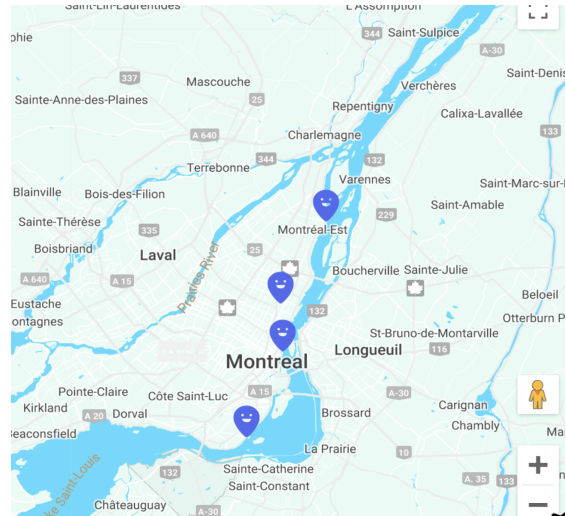 Saint-Lin-Laurentides
L'Assomption
344
Saint-Sulpice
phie
A-30
337
Mascouche
Verchères
Saint-Denis
Sainte-Anne-des-Plaines
25
Repentigny
Calixa-Lavallée
A 640
Charlemagne
133
344
132
Terrebonne
Varennes
Blainville
Bois-des-Filion
Saint-Marc-sur-
Sainte-Thérèse
335
229
Saint-Amable
Montréal-Est
Boisbriand
Laval
25
Prairies River
Boucherville
Sainte-Julie
A 640
A 15
Eustache
132
Beloeil
ontagnes
Otterburn P
St-Bruno-de-Montarville
Longueuil
116
Montreal
Pointe-Claire
Côte Saint-Luc
A 15
A-30
Kirkland
A 20
Dorval
Brossard
Carignan
Beaconsfield
Chambly
La Prairie
10
Sainte-Catherine
132
Saint-Constant
A. 35
133
ke Saint-Louis
Châteauguay
A-30